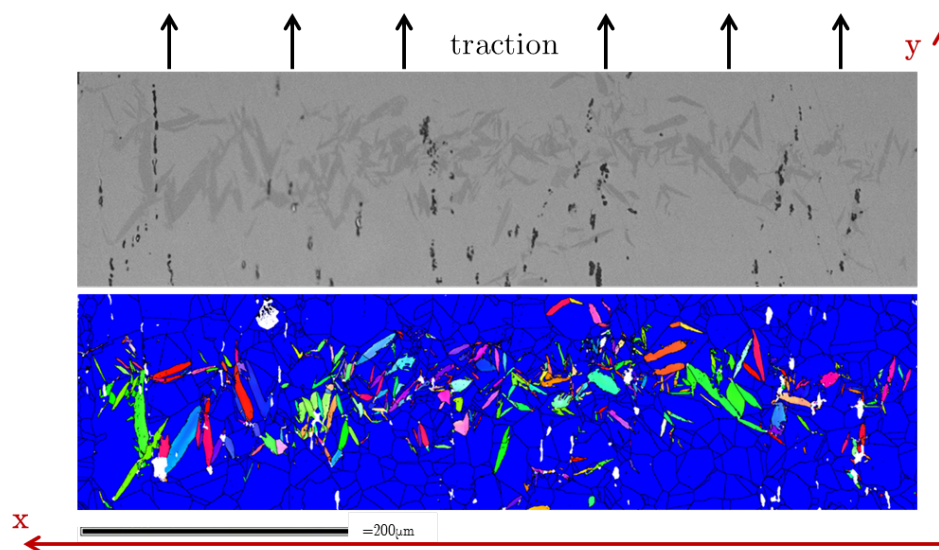 traction
y
x
=200μm